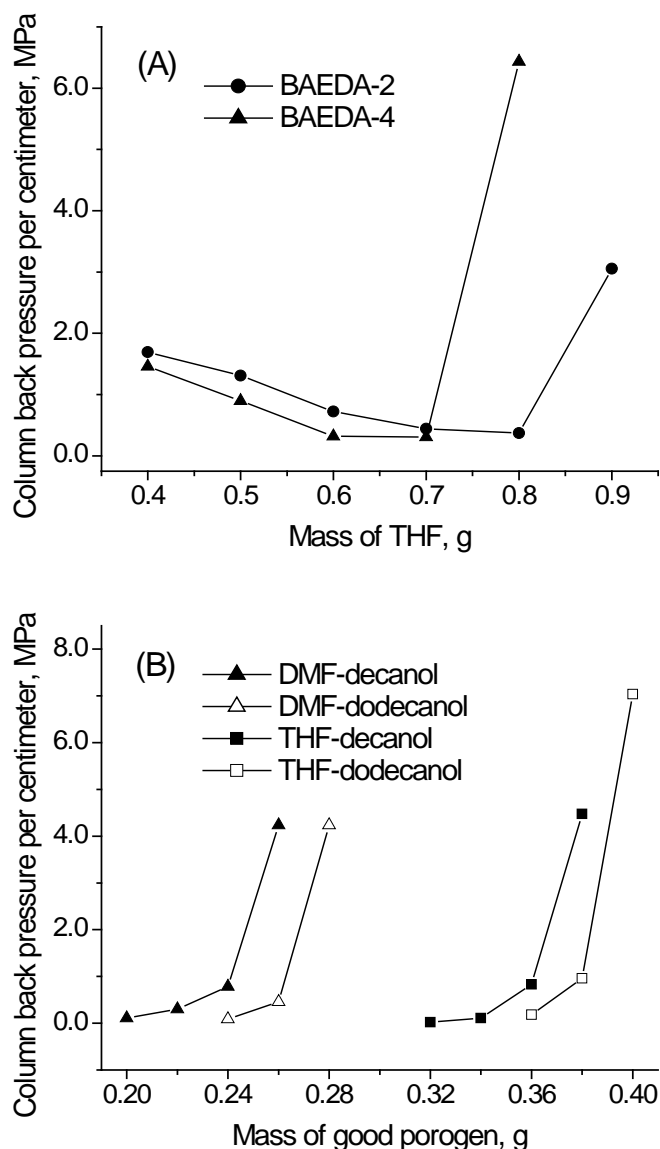 (A)
BAEDA-2
BAEDA-4
Column back pressure per centimeter, MPa
6.0
4.0
2.0
0.0
0.4 0.5 0.6 0.7 0.8 0.9
Mass of THF, g
(B)
DMF-decanol
DMF-dodecanol
THF-decanol
THF-dodecanol
Column back pressure per centimeter, MPa
8.0
6.0
4.0
2.0
0.0
0.20 0.24 0.28 0.32 0.36 0.40
Mass of good porogen, g